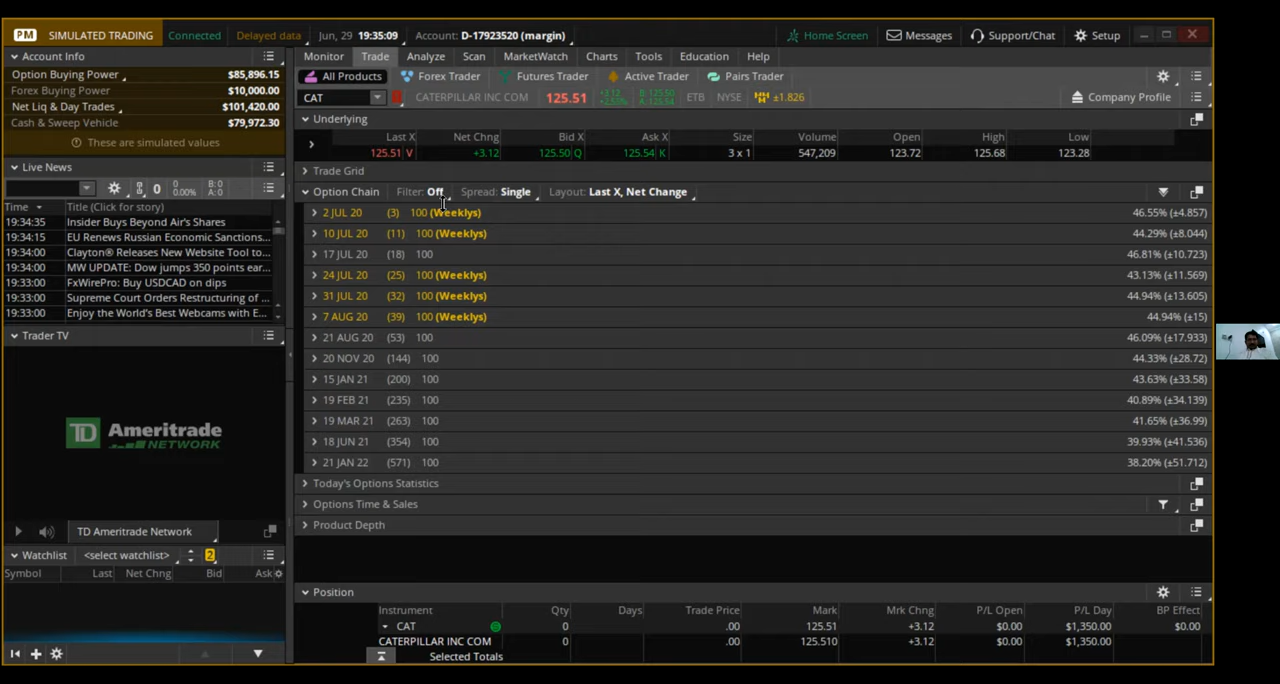 PM SIMULATED TRADING Connected Delayed data Jun, 29 19:35:09 Account: D-17923520 (margin) Home Screen Messages Support/Chat Setup
Account Info
Option Buying Power $85,896.15
Forex Buying Power $10,000.00
Net Liq & Day Trades $101,420.00
Cash & Sweep Vehicle $79,972.30
These are simulated values
Live News
0 0 0.00% B: 0 A: 0
Time Title (Click for story)
19:34:35 Insider Buys Beyond Air's Shares
19:34:15 EU Renews Russian Economic Sanctions...
19:34:00 Clayton® Releases New Website Tool to...
19:34:00 MW UPDATE: Dow jumps 350 points ear...
19:33:00 FxWirePro: Buy USDCAD on dips
19:33:00 Supreme Court Orders Restructuring of ...
19:33:00 Enjoy the World's Best Webcams with E...
Trader TV
TD Ameritrade
NETWORK
TD Ameritrade Network
Watchlist <select watchlist> 2
Symbol Last Net Chng Bid Ask
Monitor Trade Analyze Scan MarketWatch Charts Tools Education Help
All Products Forex Trader Futures Trader Active Trader Pairs Trader
CAT CATERPILLAR INC COM 125.51 +3.12 +2.55% B: 125.50 A: 125.54 ETB NYSE ±1.826 Company Profile
Underlying
Last X Net Chng Bid X Ask X Size Volume Open High Low
125.51 V +3.12 125.50 Q 125.54 K 3 x 1 547,209 123.72 125.68 123.28
Trade Grid
Option Chain Filter: Off Spread: Single Layout: Last X, Net Change
2 JUL 20 (3) 100 (Weeklys) 46.55% (±4.857)
10 JUL 20 (11) 100 (Weeklys) 44.29% (±8.044)
17 JUL 20 (18) 100 46.81% (±10.723)
24 JUL 20 (25) 100 (Weeklys) 43.13% (±11.569)
31 JUL 20 (32) 100 (Weeklys) 44.94% (±13.605)
7 AUG 20 (39) 100 (Weeklys) 44.94% (±15)
21 AUG 20 (53) 100 46.09% (±17.933)
20 NOV 20 (144) 100 44.33% (±28.72)
15 JAN 21 (200) 100 43.63% (±33.58)
19 FEB 21 (235) 100 40.89% (±34.139)
19 MAR 21 (263) 100 41.65% (±36.99)
18 JUN 21 (354) 100 39.93% (±41.536)
21 JAN 22 (571) 100 38.20% (±51.712)
Today's Options Statistics
Options Time & Sales
Product Depth
Position
Instrument Qty Days Trade Price Mark Mrk Chng P/L Open P/L Day BP Effect
CAT 0 .00 125.51 +3.12 $0.00 $1,350.00 $0.00
CATERPILLAR INC COM 0 .00 125.510 +3.12 $0.00 $1,350.00
Selected Totals